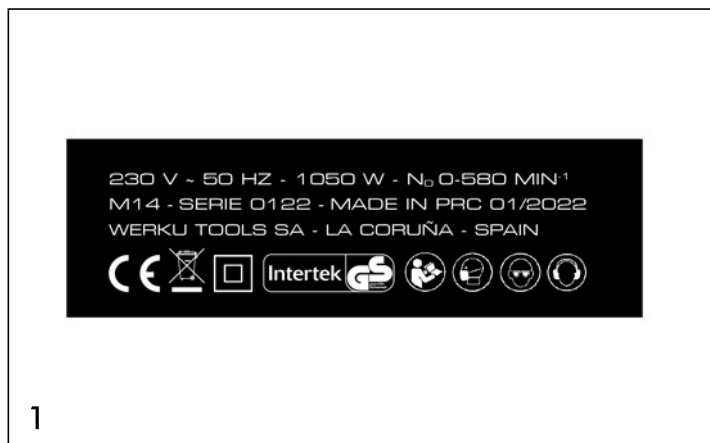 230 V ~ 50 HZ - 1050 W - N₀ 0-580 MIN⁻¹
M14 - SERIE 0122 - MADE IN PRC 01/2022
WERKU TOOLS SA - LA CORUÑA - SPAIN
CE Intertek GS
1